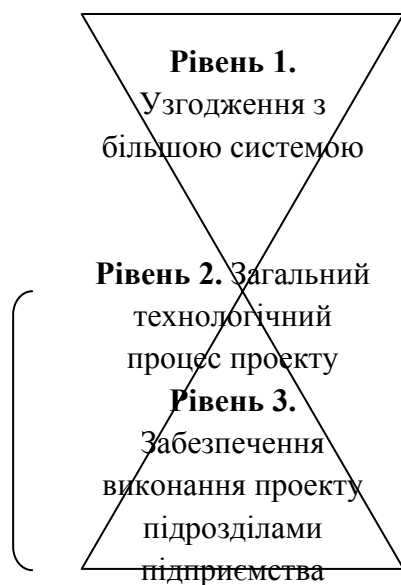 Рівень 1.
Узгодження з
більшою системою
Рівень 2. Загальний
технологічний
процес проекту
Рівень 3.
Забезпечення
виконання проекту
підрозділами
підприємства